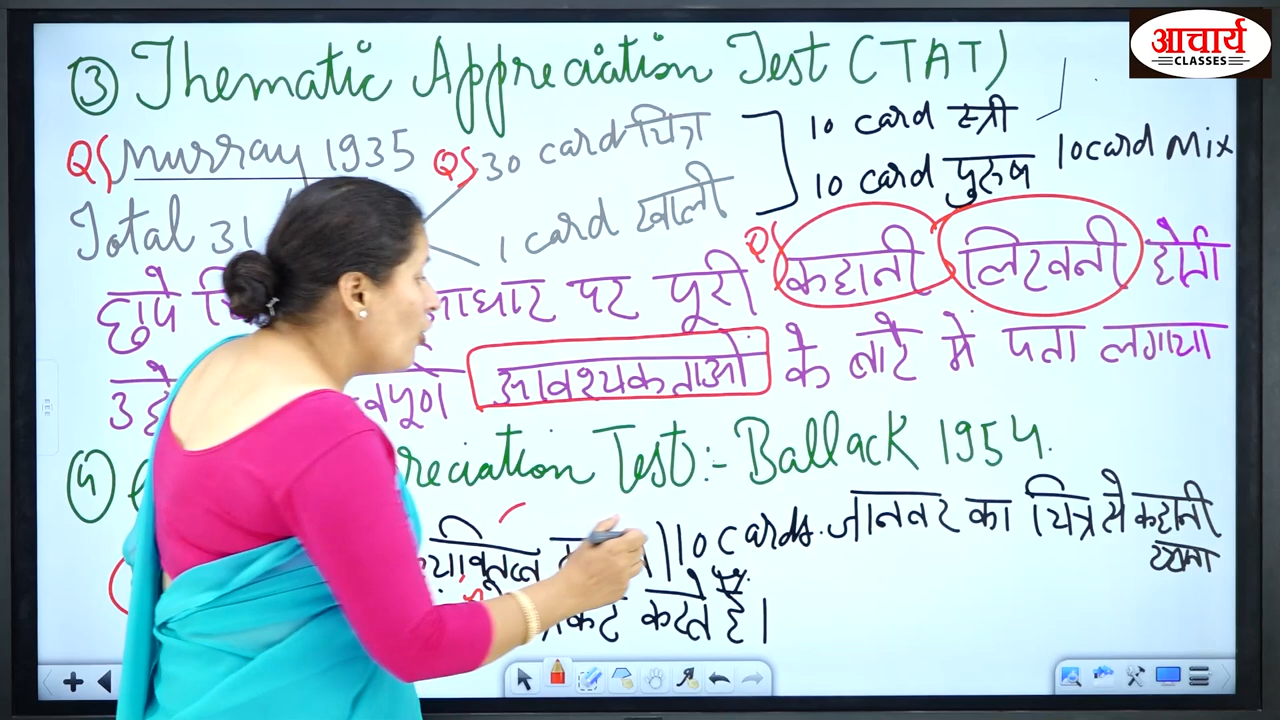 आचार्य
CLASSES
③ Thematic Appreciation Test (TAT)
Q Murray 1935 Q 30 card चित्र 10 card स्त्री
10 card पुरुष 10 card Mix
Total 31 1 card खाली
छापे आधार पर पूरी Q कहानी लिखनी होती
आवश्यकताओं के बारे में पता लगाया
④ Test:- Ballack 1954.
10 cards. जानवर का चित्र से कहानी
रचना
प्रकट करते है।